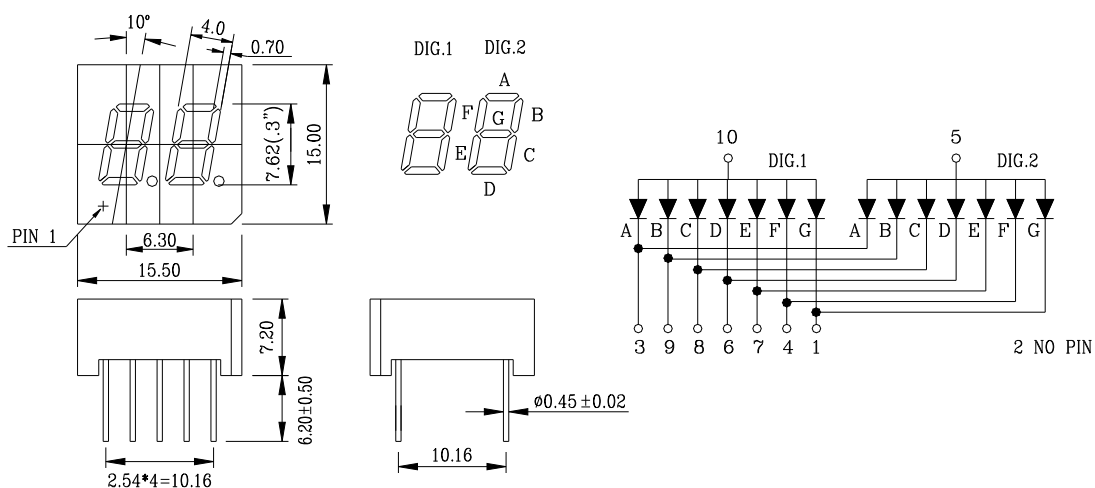 10°
4.0
0.70
7.62(.3")
15.00
PIN 1
6.30
15.50
DIG.1 DIG.2
A
F G B
E C
D
7.20
6.20±0.50
2.54*4=10.16
ø0.45±0.02
10.16
10 5
DIG.1 DIG.2
A B C D E F G A B C D E F G
3 9 8 6 7 4 1
2 NO PIN